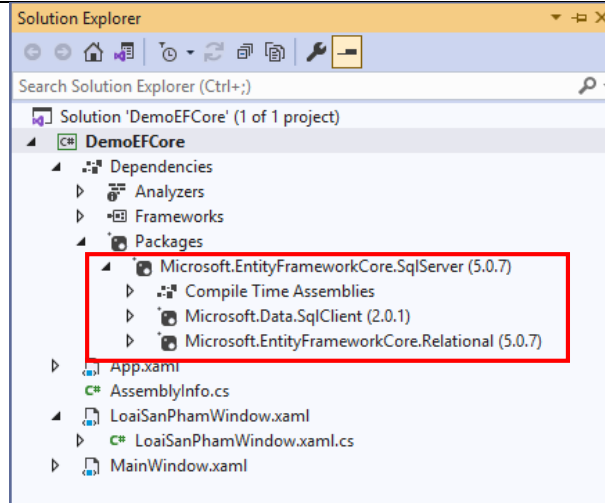 Solution Explorer
Search Solution Explorer (Ctrl+;)
Solution 'DemoEFCore' (1 of 1 project)
C# DemoEFCore
Dependencies
Analyzers
Frameworks
Packages
Microsoft.EntityFrameworkCore.SqlServer (5.0.7)
Compile Time Assemblies
Microsoft.Data.SqlClient (2.0.1)
Microsoft.EntityFrameworkCore.Relational (5.0.7)
App.xaml
C# AssemblyInfo.cs
LoaiSanPhamWindow.xaml
C# LoaiSanPhamWindow.xaml.cs
MainWindow.xaml